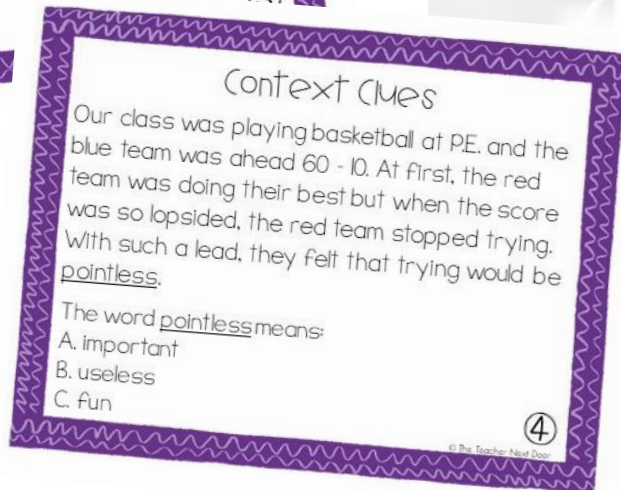 Context Clues
Our class was playing basketball at P.E. and the
blue team was ahead 60 - 10. At first, the red
team was doing their best but when the score
was so lopsided, the red team stopped trying.
With such a lead, they felt that trying would be
pointless.
The word pointless means:
A. important
B. useless
C. fun
4
© The Teacher Next Door